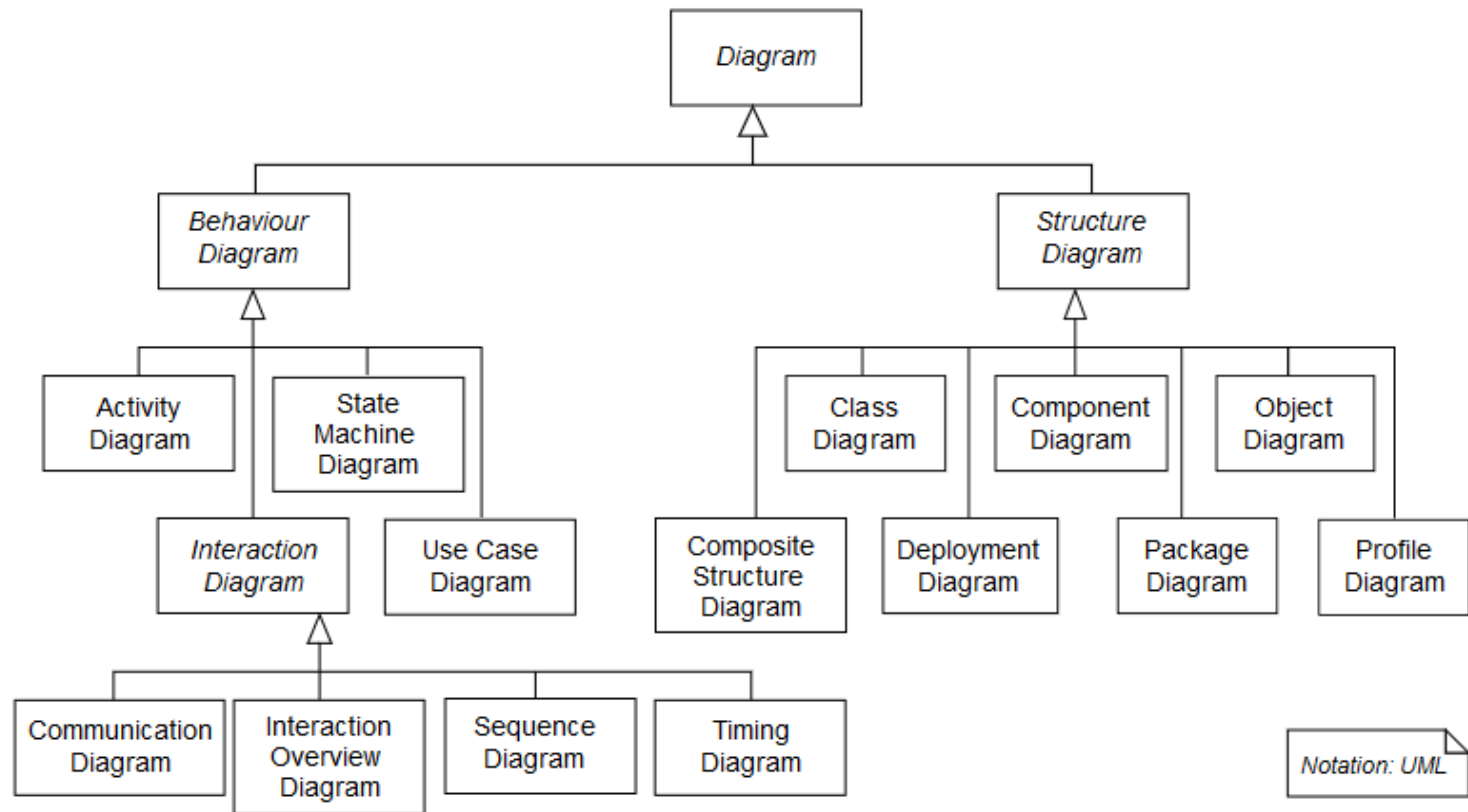 Diagram
Behaviour
Diagram
Structure
Diagram
Activity
Diagram
State
Machine
Diagram
Class
Diagram
Component
Diagram
Object
Diagram
Interaction
Diagram
Use Case
Diagram
Composite
Structure
Diagram
Deployment
Diagram
Package
Diagram
Profile
Diagram
Communication
Diagram
Interaction
Overview
Diagram
Sequence
Diagram
Timing
Diagram
Notation: UML